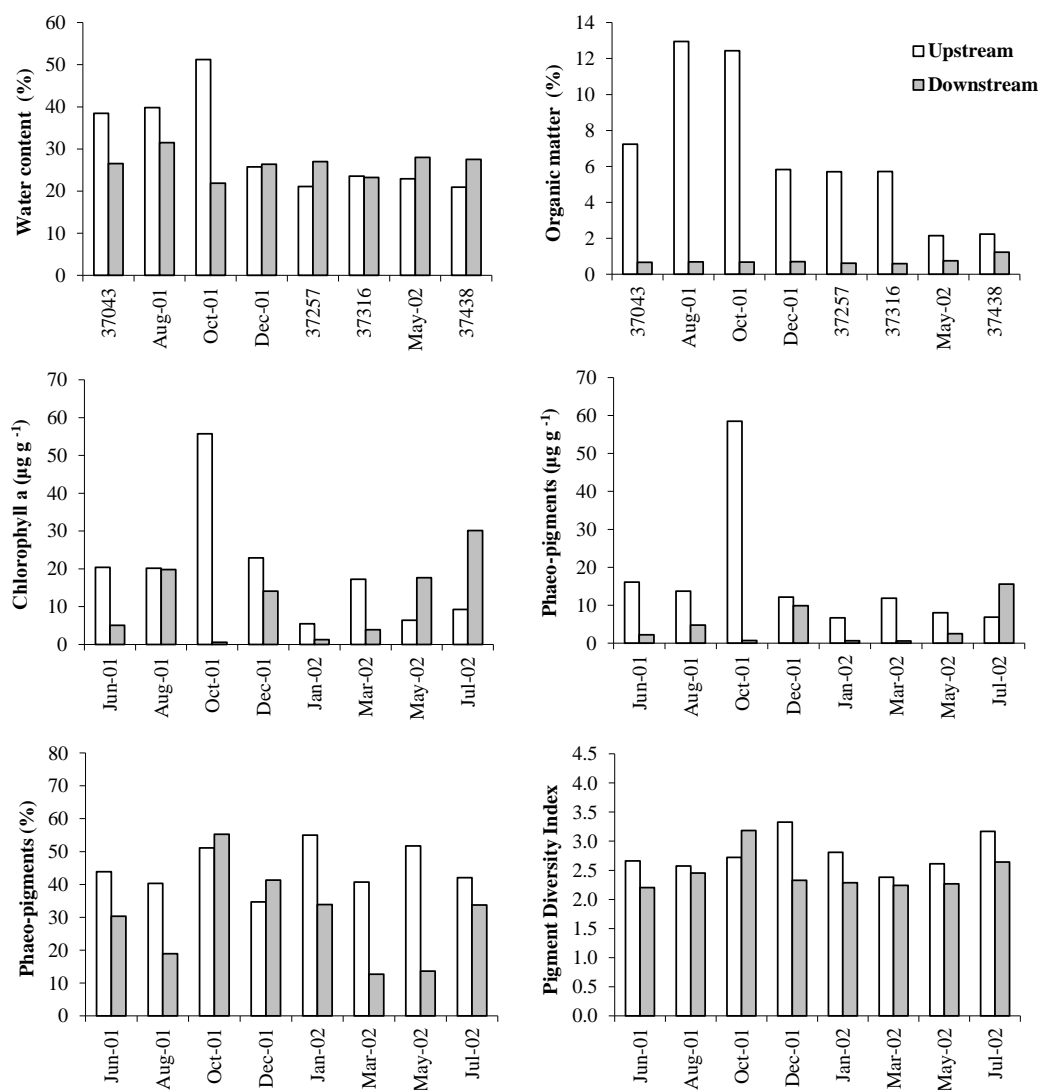 Water content (%)
60
50
40
30
20
10
0
37043
Aug-01
Oct-01
Dec-01
37257
37316
May-02
37438
Organic matter (%)
14
12
10
8
6
4
2
0
37043
Aug-01
Oct-01
Dec-01
37257
37316
May-02
37438
Upstream
Downstream
Chlorophyll a (µg g -1)
70
60
50
40
30
20
10
0
Jun-01
Aug-01
Oct-01
Dec-01
Jan-02
Mar-02
May-02
Jul-02
Phaeo-pigments (µg g-1)
70
60
50
40
30
20
10
0
Jun-01
Aug-01
Oct-01
Dec-01
Jan-02
Mar-02
May-02
Jul-02
Phaeo-pigments (%)
80
70
60
50
40
30
20
10
0
Jun-01
Aug-01
Oct-01
Dec-01
Jan-02
Mar-02
May-02
Jul-02
Pigment Diversity Index
4.5
4.0
3.5
3.0
2.5
2.0
1.5
1.0
0.5
0.0
Jun-01
Aug-01
Oct-01
Dec-01
Jan-02
Mar-02
May-02
Jul-02